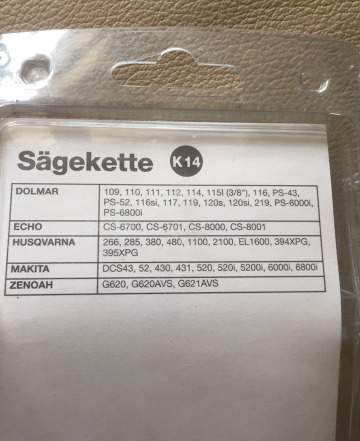 Sägekette K14
DOLMAR 109, 110, 111, 112, 114, 115I (3/8"), 116, PS-43,
PS-52, 116si, 117, 119, 120s, 120si, 219, PS-6000i,
PS-6800i
ECHO CS-6700, CS-6701, CS-8000, CS-8001
HUSQVARNA 266, 285, 380, 480, 1100, 2100, EL1600, 394XPG,
395XPG
MAKITA DCS43, 52, 430, 431, 520, 520i, 5200i, 6000i, 6800i
ZENOAH G620, G620AVS, G621AVS